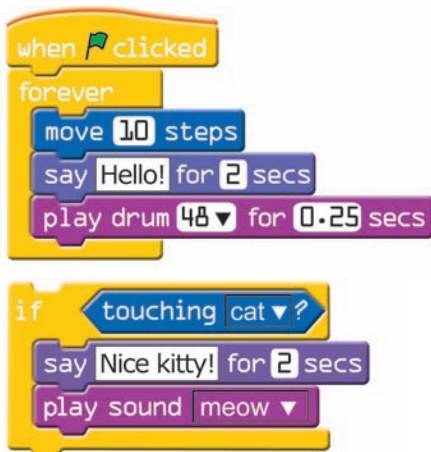 when clicked
forever
move 10 steps
say Hello! for 2 secs
play drum 48 for 0.25 secs
if touching cat ?
say Nice kitty! for 2 secs
play sound meow